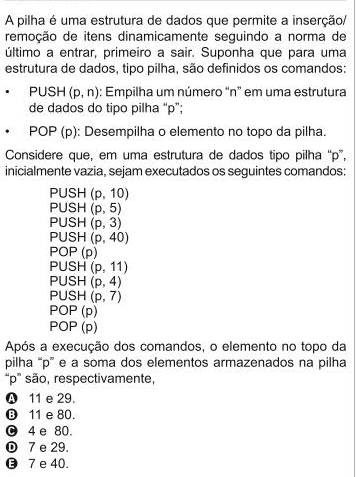 A pilha é uma estrutura de dados que permite a inserção/
remoção de itens dinamicamente seguindo a norma de
último a entrar, primeiro a sair. Suponha que para uma
estrutura de dados, tipo pilha, são definidos os comandos:
• PUSH (p, n): Empilha um número “n” em uma estrutura
de dados do tipo pilha “p”;
• POP (p): Desempilha o elemento no topo da pilha.
Considere que, em uma estrutura de dados tipo pilha “p”,
inicialmente vazia, sejam executados os seguintes comandos:
PUSH (p, 10)
PUSH (p, 5)
PUSH (p, 3)
PUSH (p, 40)
POP (p)
PUSH (p, 11)
PUSH (p, 4)
PUSH (p, 7)
POP (p)
POP (p)
Após a execução dos comandos, o elemento no topo da
pilha “p” e a soma dos elementos armazenados na pilha
“p” são, respectivamente,
A 11 e 29.
B 11 e 80.
C 4 e 80.
D 7 e 29.
E 7 e 40.